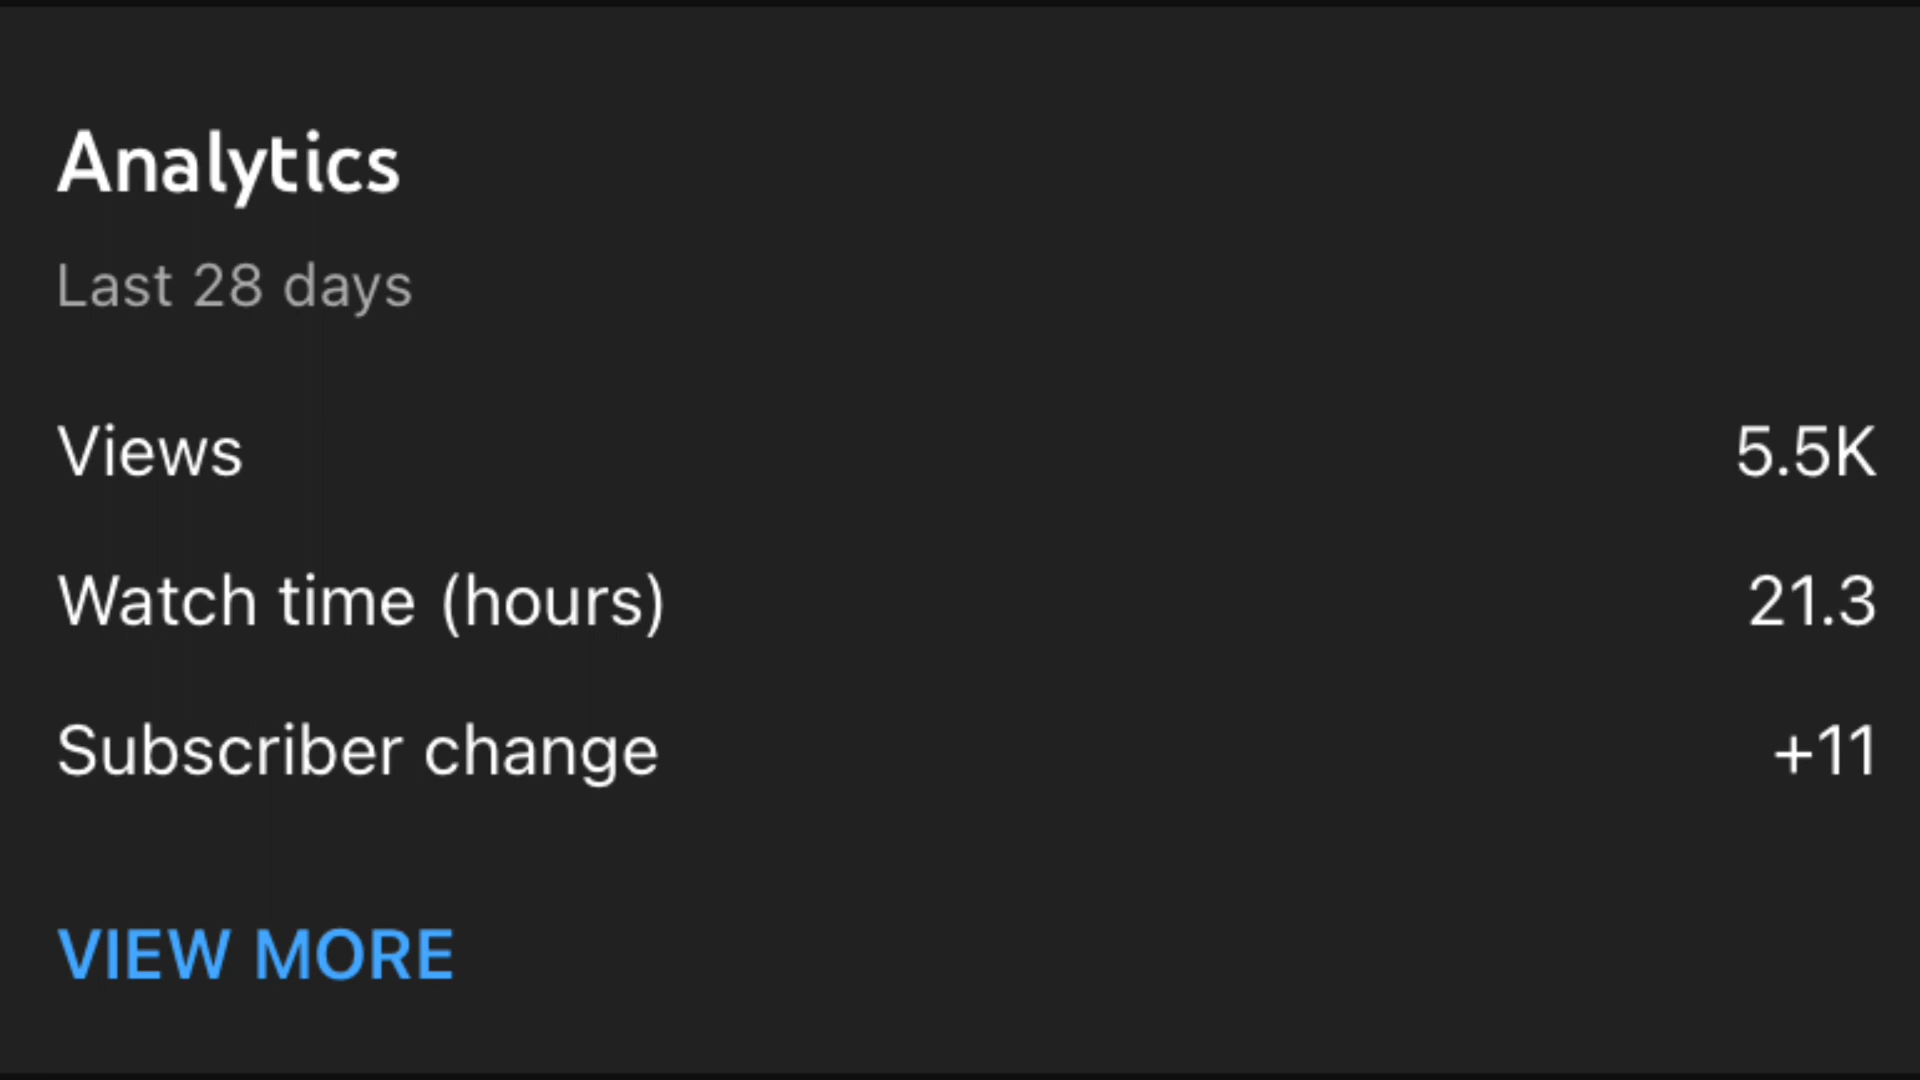 Analytics
Last 28 days
Views 5.5K
Watch time (hours) 21.3
Subscriber change +11
VIEW MORE